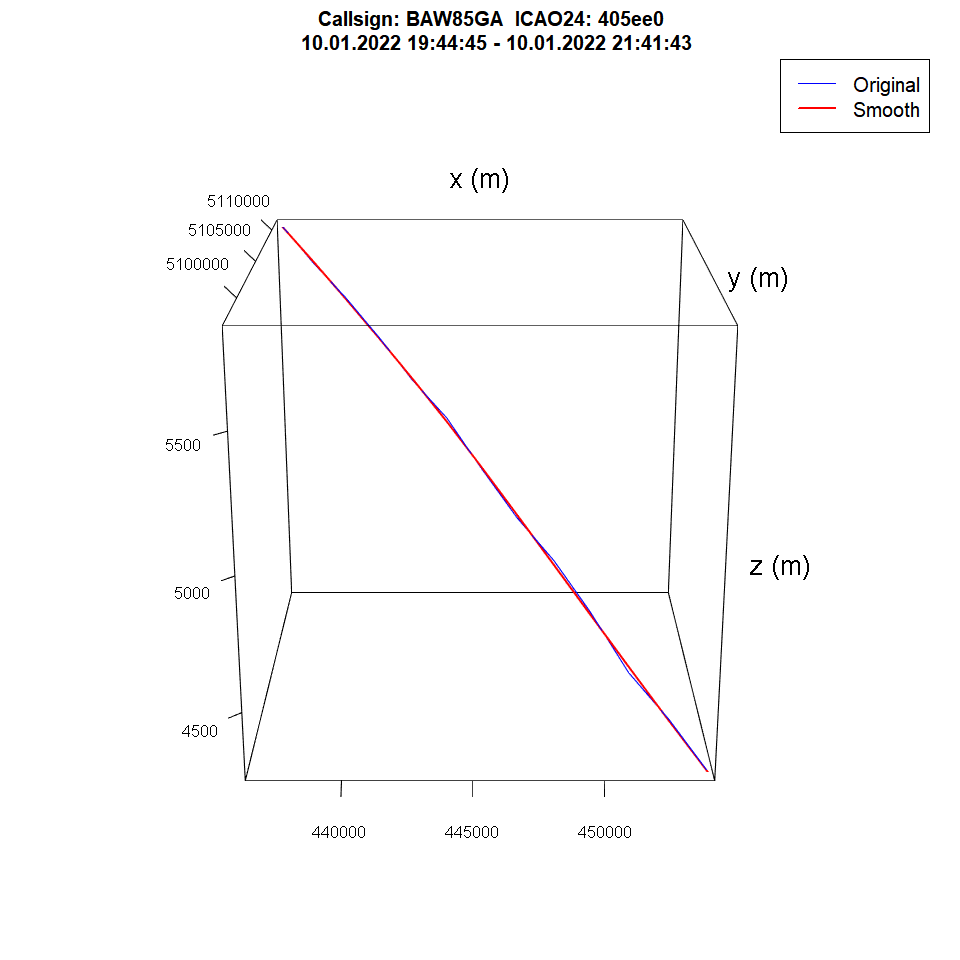 Callsign: BAW85GA  ICAO24: 405ee0
10.01.2022 19:44:45 - 10.01.2022 21:41:43
Original
Smooth
x (m)
5110000
5105000
5100000
y (m)
5500
z (m)
5000
4500
440000 445000 450000